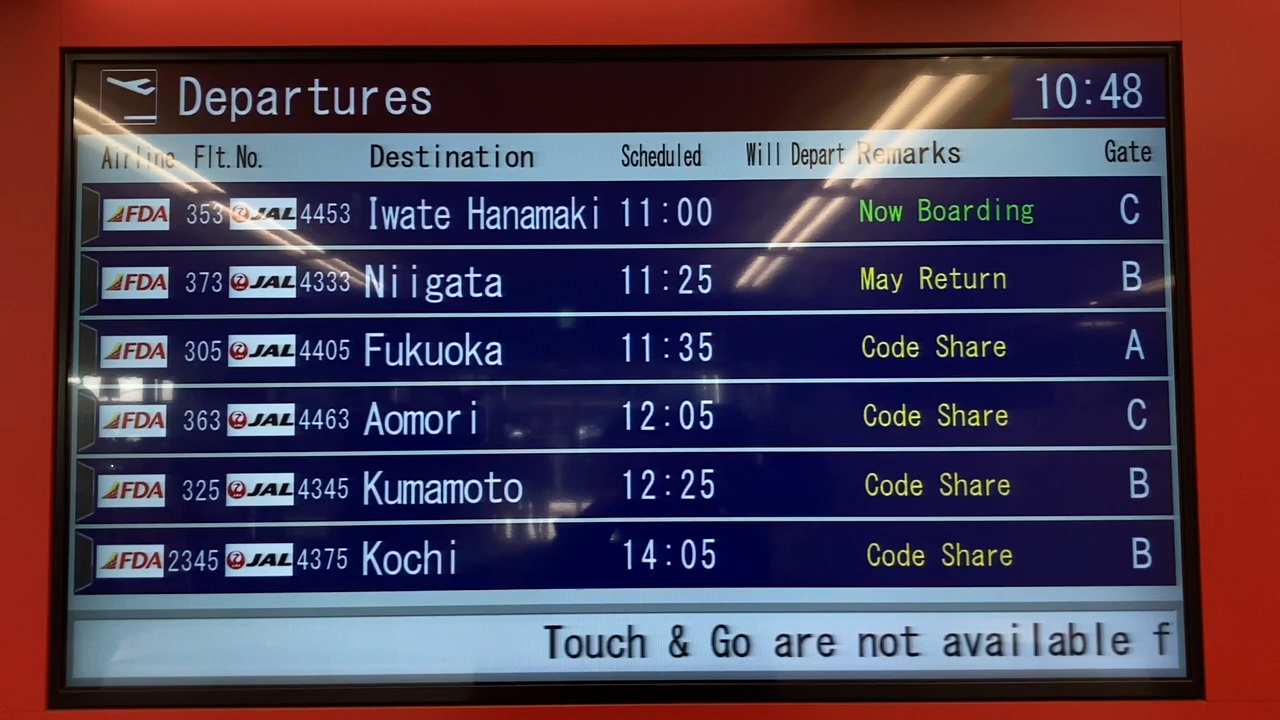 Departures 10:48
Airline Flt.No. Destination Scheduled Will Depart Remarks Gate
FDA 353 JAL 4453 Iwate Hanamaki 11:00 Now Boarding C
FDA 373 JAL 4333 Niigata 11:25 May Return B
FDA 305 JAL 4405 Fukuoka 11:35 Code Share A
FDA 363 JAL 4463 Aomori 12:05 Code Share C
FDA 325 JAL 4345 Kumamoto 12:25 Code Share B
FDA 2345 JAL 4375 Kochi 14:05 Code Share B
Touch & Go are not available f